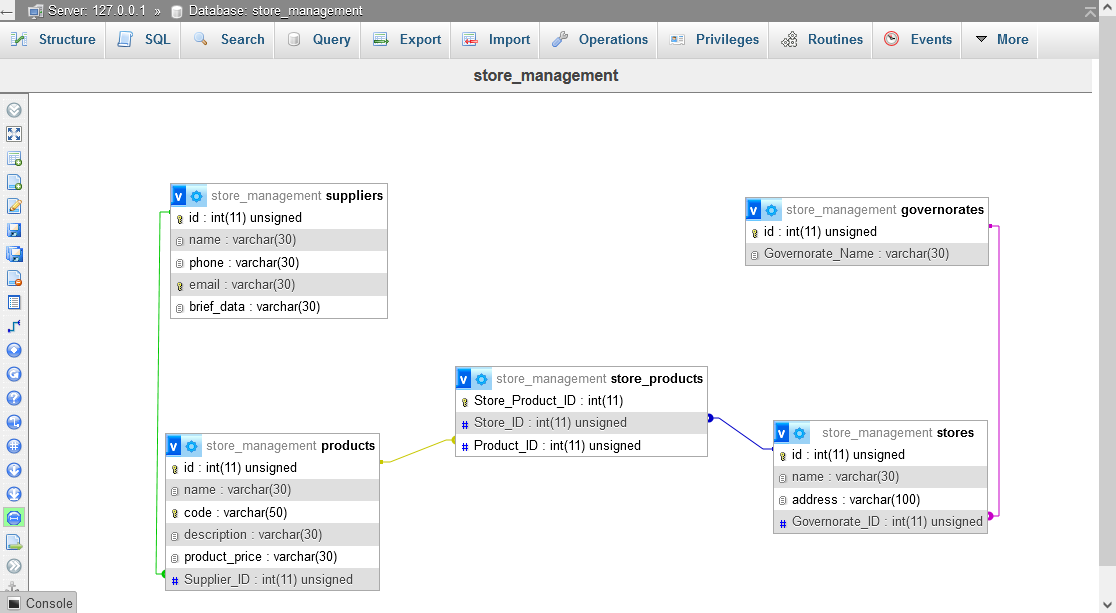 Server: 127.0.0.1 » Database: store_management
Structure SQL Search Query Export Import Operations Privileges Routines Events More
store_management
v store_management suppliers
id : int(11) unsigned
name : varchar(30)
phone : varchar(30)
email : varchar(30)
brief_data : varchar(30)
v store_management governorates
id : int(11) unsigned
Governorate_Name : varchar(30)
v store_management store_products
Store_Product_ID : int(11)
# Store_ID : int(11) unsigned
# Product_ID : int(11) unsigned
v store_management products
id : int(11) unsigned
name : varchar(30)
code : varchar(50)
description : varchar(30)
product_price : varchar(30)
# Supplier_ID : int(11) unsigned
v store_management stores
id : int(11) unsigned
name : varchar(30)
address : varchar(100)
# Governorate_ID : int(11) unsigned
Console